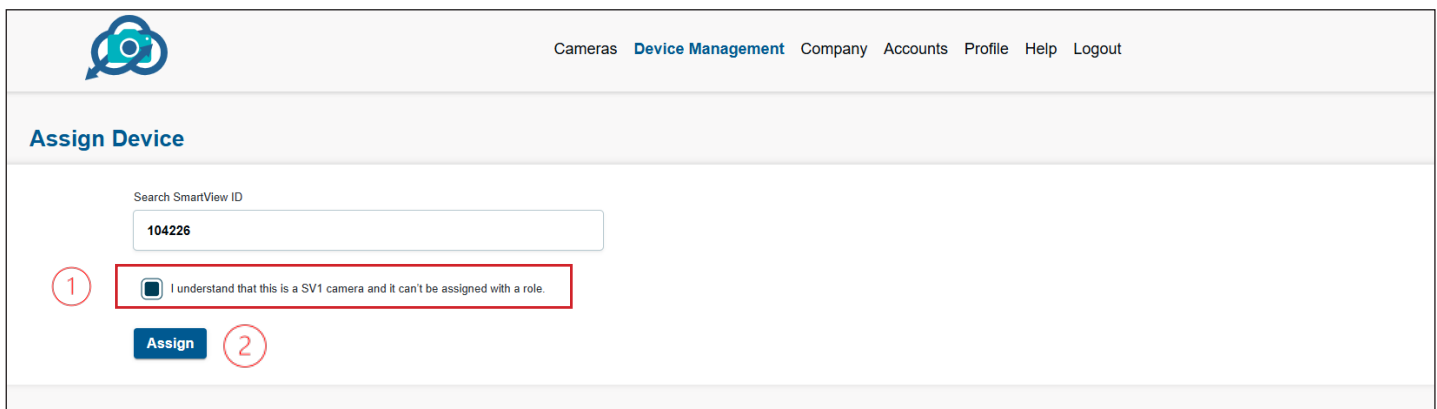 Cameras Device Management Company Accounts Profile Help Logout
Assign Device
Search SmartView ID
104226
1
I understand that this is a SV1 camera and it can't be assigned with a role.
Assign
2